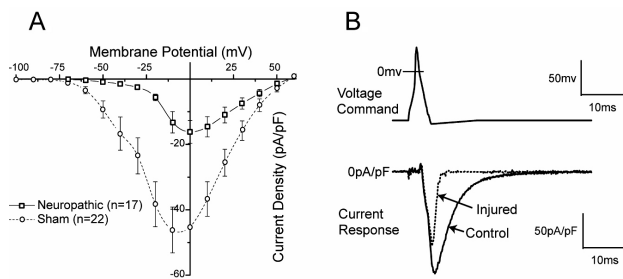 A
Membrane Potential (mV)
-100 -75 -50 -25 0 25 50
-20
-40
-60
Current Density (pA/pF)
Neuropathic (n=17)
Sham (n=22)
B
0mv
Voltage
Command
50mv
10ms
0pA/pF
Injured
Control
Current
Response
50pA/pF
10ms